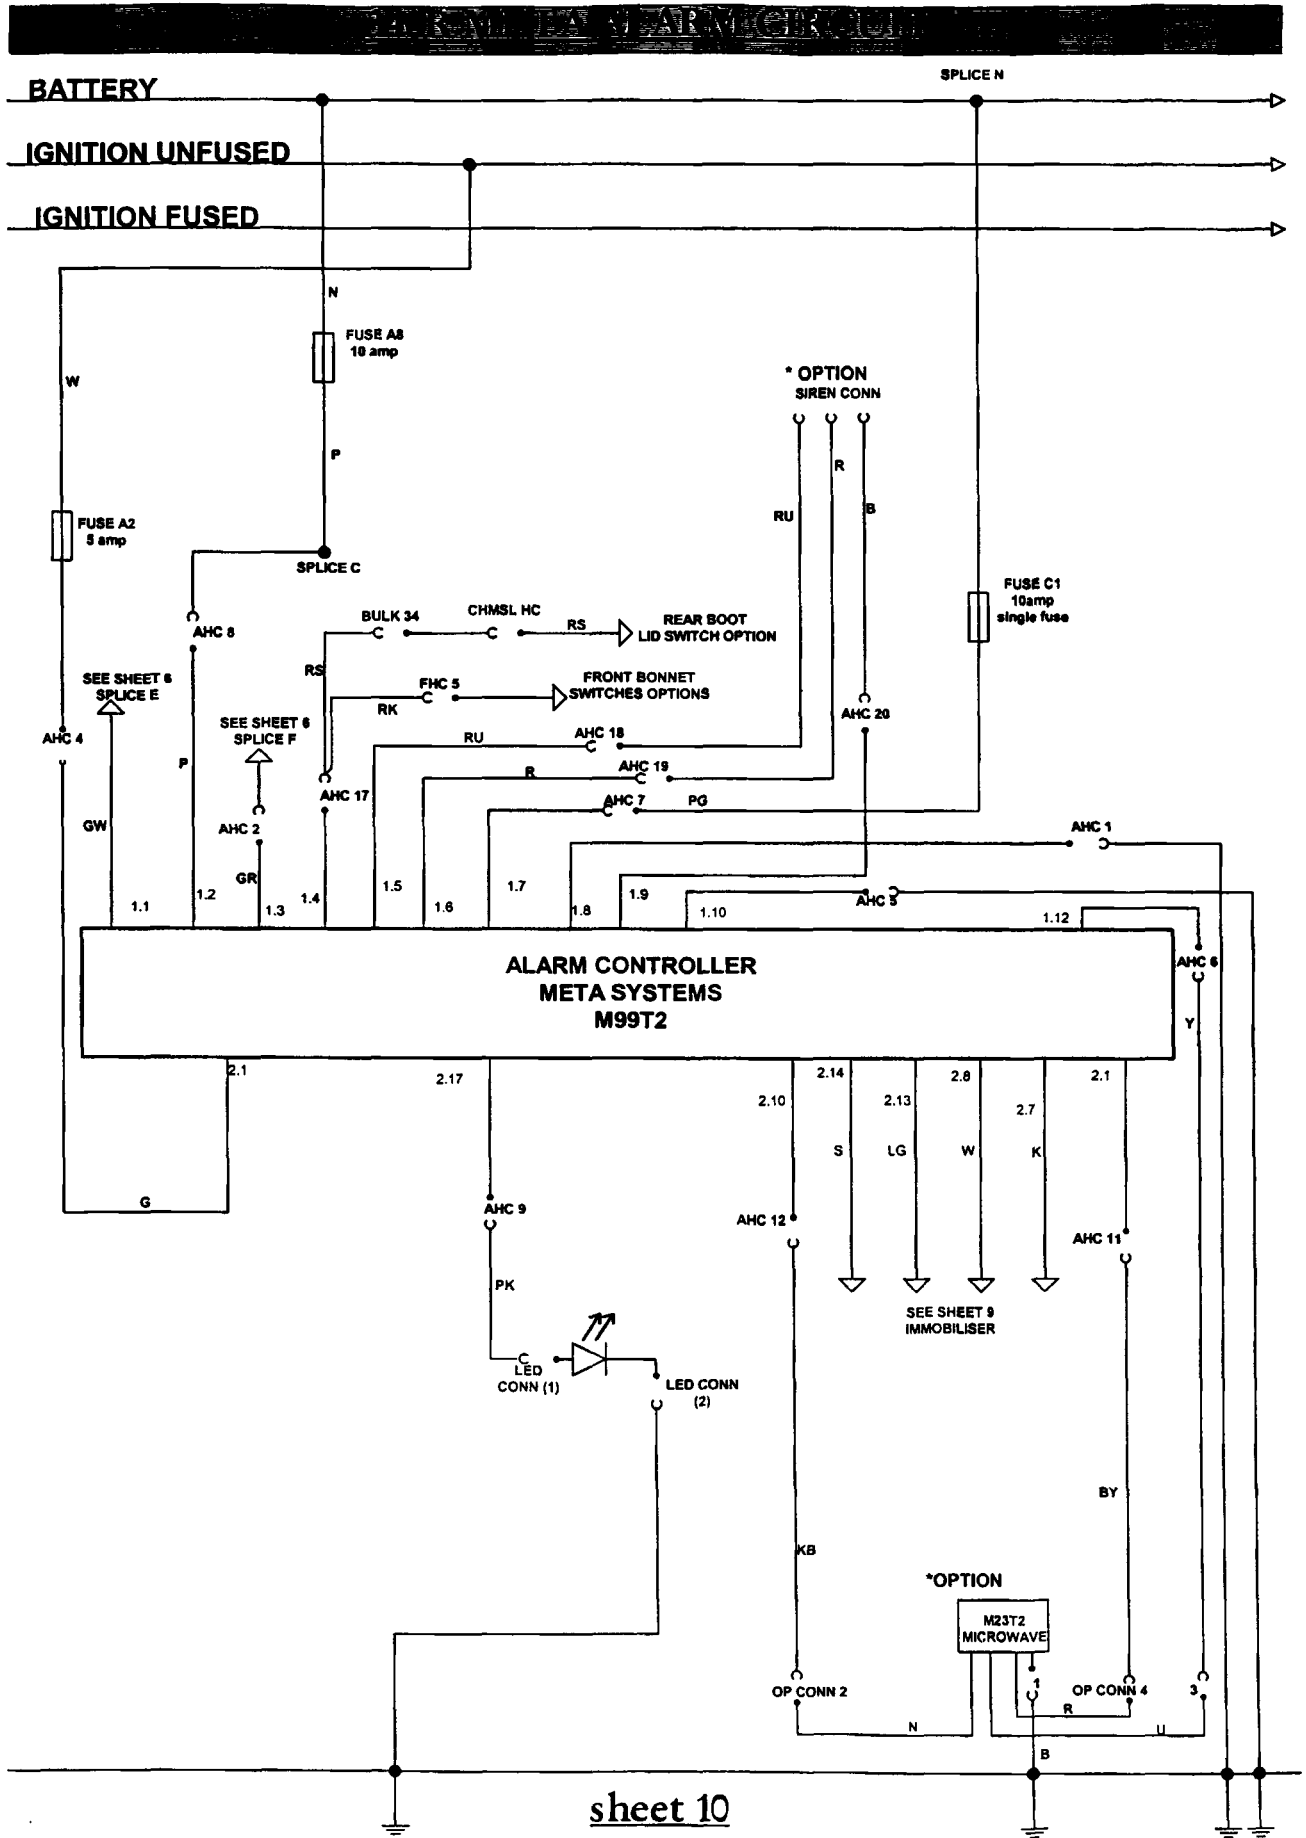 META ALARM CIRCUIT
SPLICE N
BATTERY
IGNITION UNFUSED
IGNITION FUSED
N
FUSE A8
10 amp
W
* OPTION
SIREN CONN
P
R
RU
B
FUSE A2
5 amp
SPLICE C
FUSE C1
10amp
single fuse
BULK 34
CHMSL HC
RS
REAR BOOT
LID SWITCH OPTION
AHC 8
RS
SEE SHEET 6
SPLICE E
FHC 5
FRONT BONNET
SWITCHES OPTIONS
RK
SEE SHEET 6
SPLICE F
AHC 20
AHC 4
RU
AHC 18
P
R
AHC 19
AHC 17
AHC 7
PG
GW
AHC 2
AHC 1
GR
1.1
1.2
1.3
1.4
1.5
1.6
1.7
1.8
1.9
1.10
AHC 5
1.12
ALARM CONTROLLER
META SYSTEMS
M99T2
AHC 6
Y
2.1
2.17
2.10
2.14
2.13
2.8
2.7
2.1
S
LG
W
K
G
AHC 9
AHC 12
AHC 11
PK
SEE SHEET 9
IMMOBILISER
LED
CONN (1)
LED CONN
(2)
BY
KB
*OPTION
M23T2
MICROWAVE
OP CONN 2
1
OP CONN 4
3
R
N
U
B
sheet 10